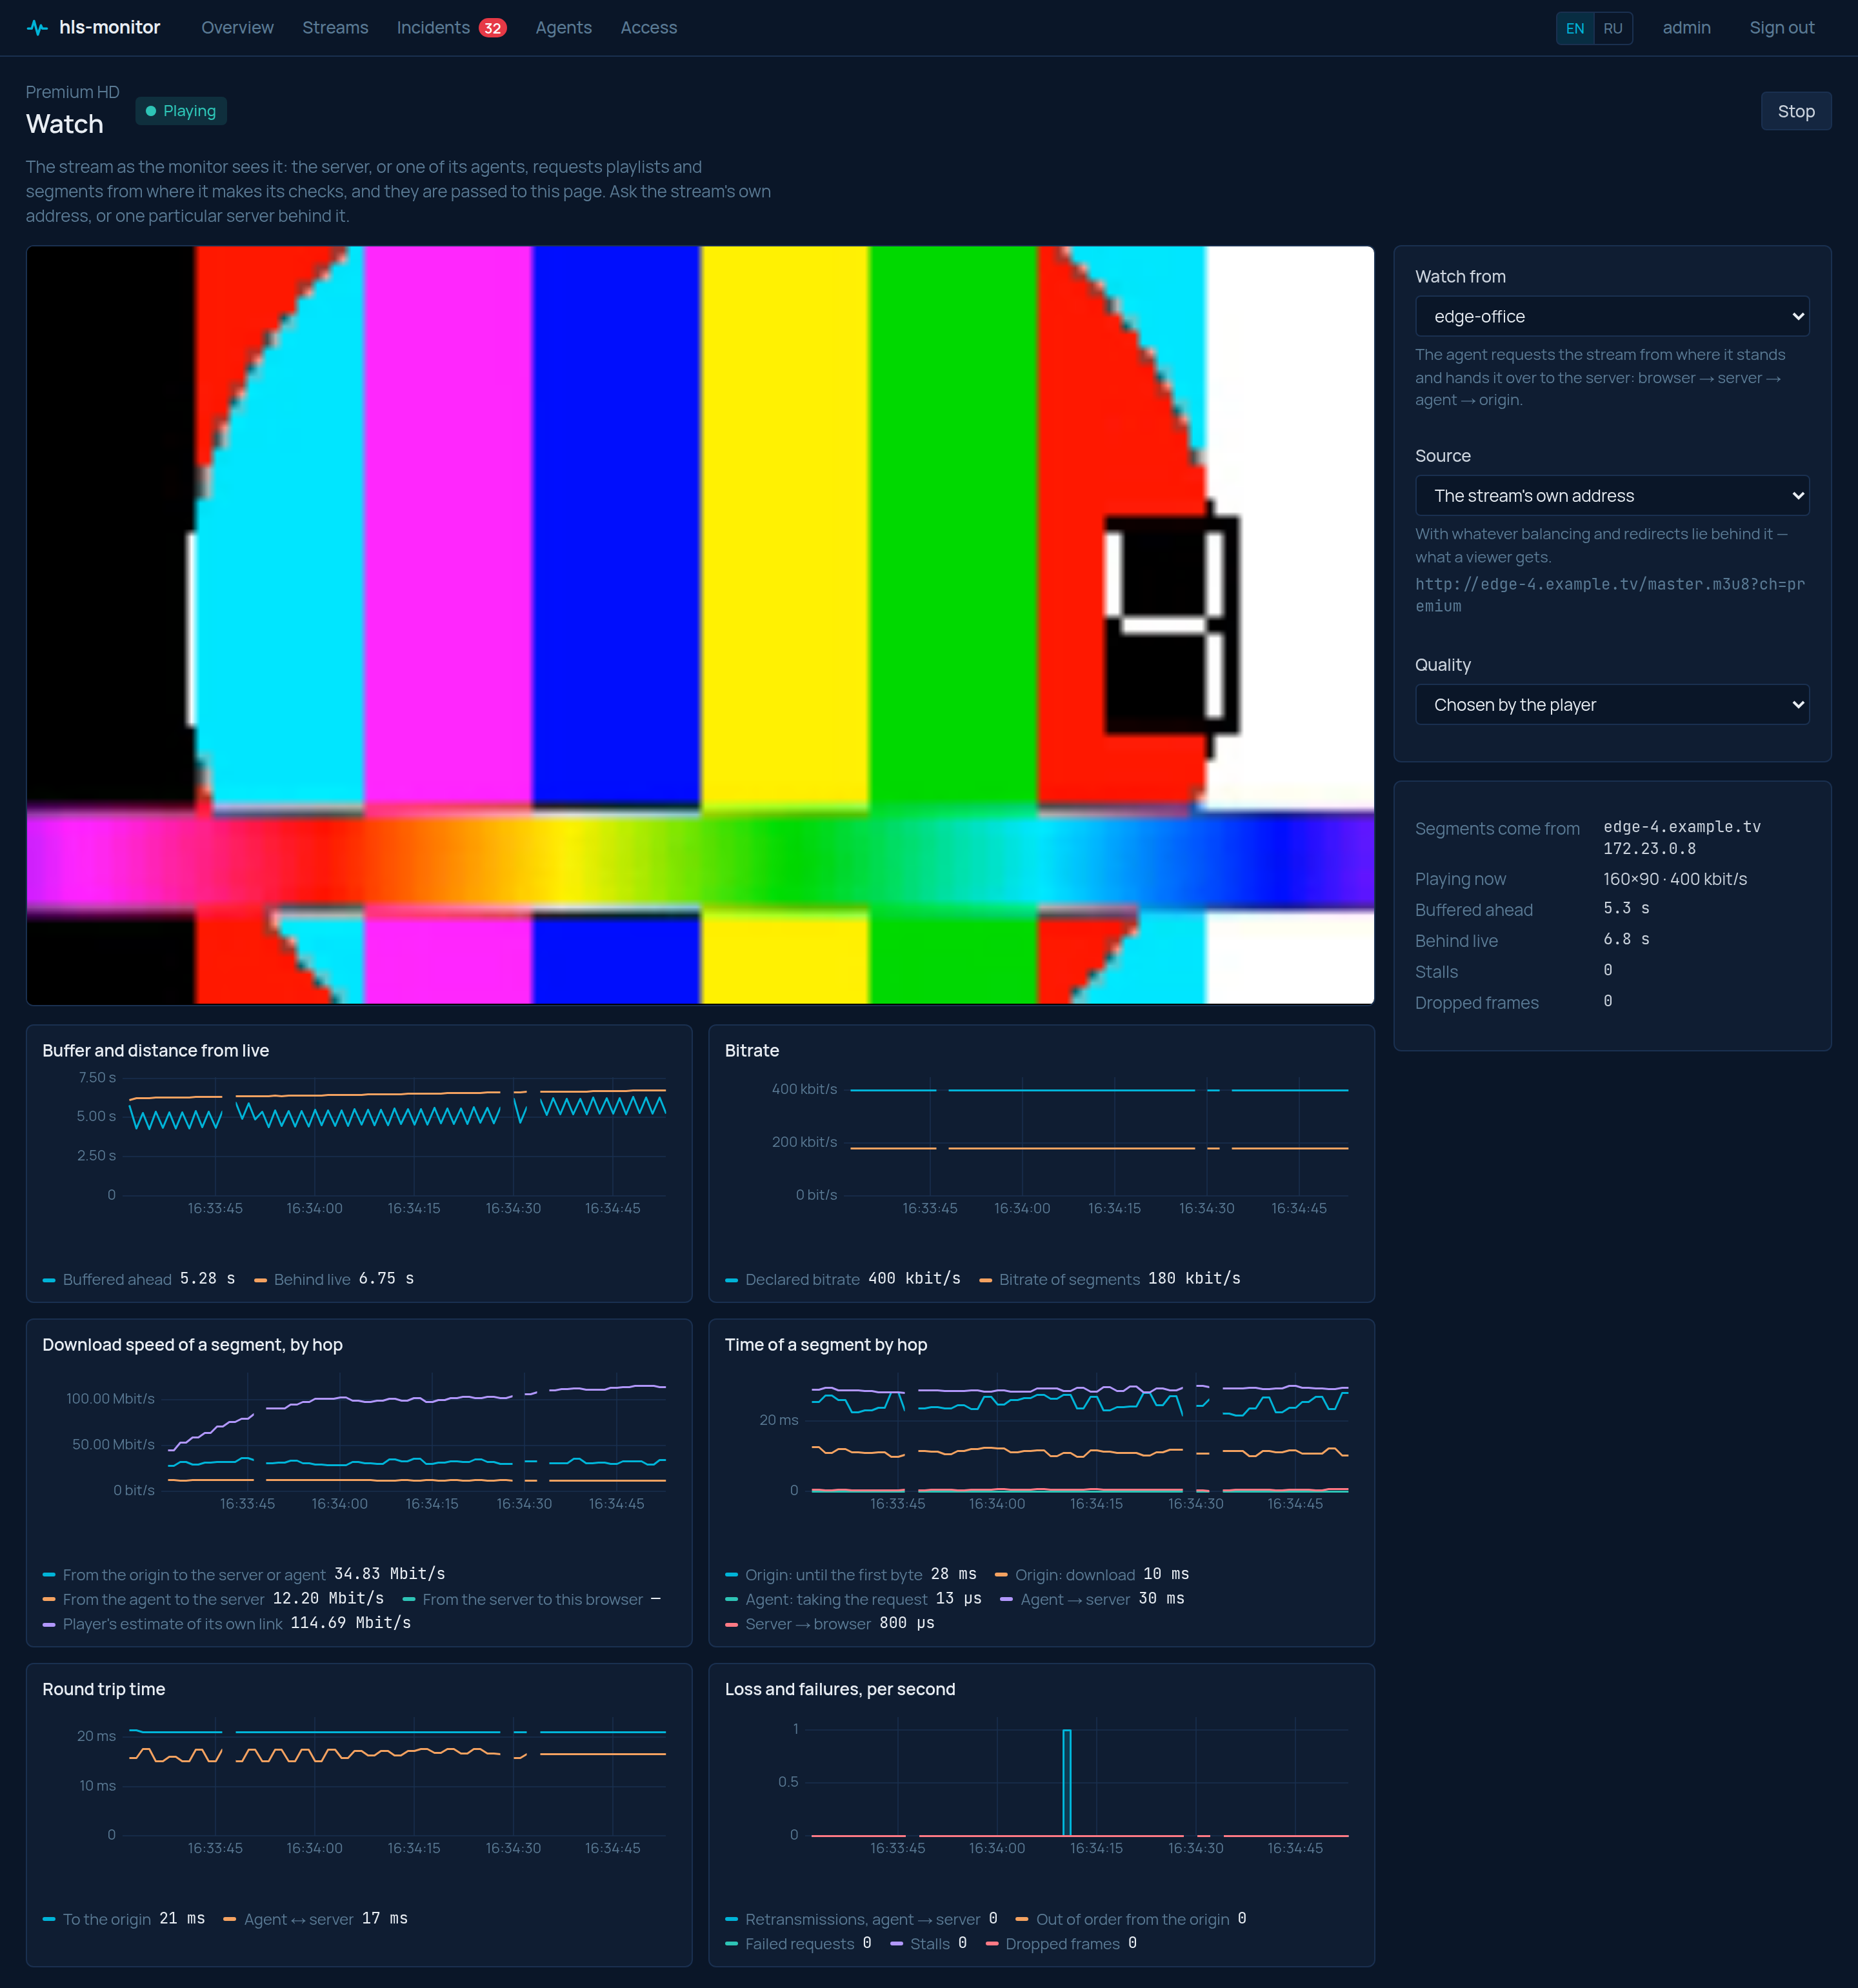 hls-monitor Overview Streams Incidents 32 Agents Access EN RU admin Sign out
Premium HD
Watch
Playing
Stop
The stream as the monitor sees it: the server, or one of its agents, requests playlists and
segments from where it makes its checks, and they are passed to this page. Ask the stream's own
address, or one particular server behind it.
4
Watch from
edge-office
The agent requests the stream from where it stands
and hands it over to the server: browser → server →
agent → origin.
Source
The stream's own address
With whatever balancing and redirects lie behind it —
what a viewer gets.
http://edge-4.example.tv/master.m3u8?ch=pr
emium
Quality
Chosen by the player
Segments come from edge-4.example.tv
172.23.0.8
Playing now 160×90 · 400 kbit/s
Buffered ahead 5.3 s
Behind live 6.8 s
Stalls 0
Dropped frames 0
Buffer and distance from live
7.50 s
5.00 s
2.50 s
0
16:33:45 16:34:00 16:34:15 16:34:30 16:34:45
Buffered ahead 5.28 s Behind live 6.75 s
Bitrate
400 kbit/s
200 kbit/s
0 bit/s
16:33:45 16:34:00 16:34:15 16:34:30 16:34:45
Declared bitrate 400 kbit/s Bitrate of segments 180 kbit/s
Download speed of a segment, by hop
100.00 Mbit/s
50.00 Mbit/s
0 bit/s
16:33:45 16:34:00 16:34:15 16:34:30 16:34:45
From the origin to the server or agent 34.83 Mbit/s
From the agent to the server 12.20 Mbit/s From the server to this browser —
Player's estimate of its own link 114.69 Mbit/s
Time of a segment by hop
20 ms
0
16:33:45 16:34:00 16:34:15 16:34:30 16:34:45
Origin: until the first byte 28 ms Origin: download 10 ms
Agent: taking the request 13 µs Agent → server 30 ms
Server → browser 800 µs
Round trip time
20 ms
10 ms
0
16:33:45 16:34:00 16:34:15 16:34:30 16:34:45
To the origin 21 ms Agent ↔ server 17 ms
Loss and failures, per second
1
0.5
0
16:33:45 16:34:00 16:34:15 16:34:30 16:34:45
Retransmissions, agent → server 0 Out of order from the origin 0
Failed requests 0 Stalls 0 Dropped frames 0